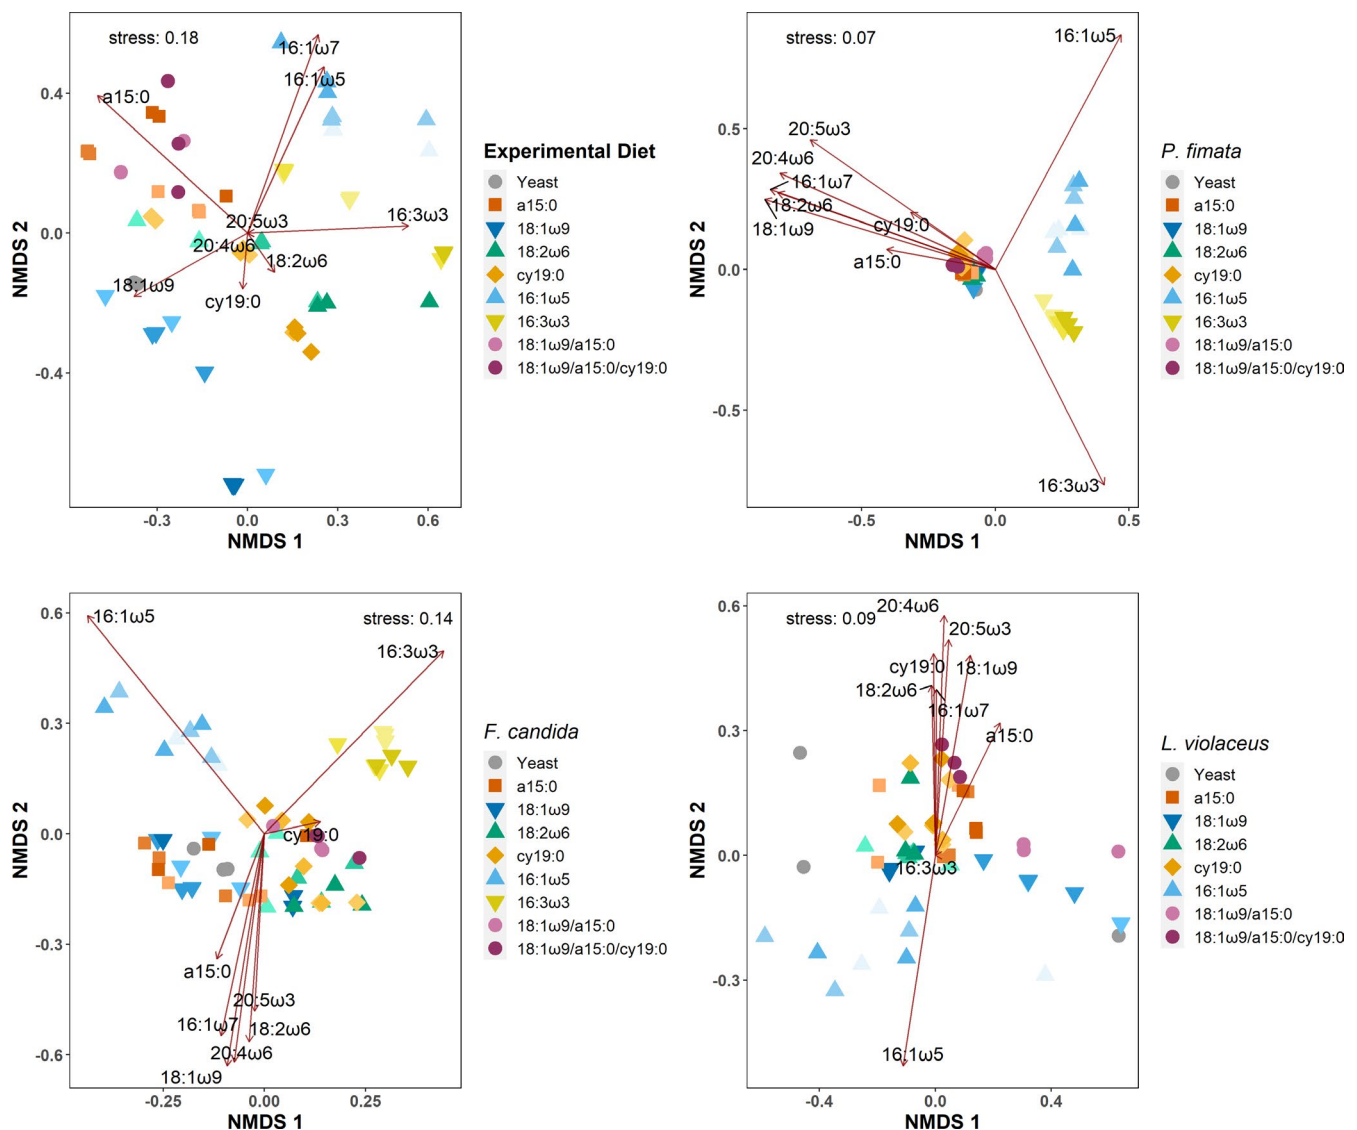 stress: 0.18
16:1ω7
16:1ω5
a15:0
16:3ω3
20:5ω3
20:4ω6
18:2ω6
18:1ω9
cy19:0
0.4
0.0
-0.4
NMDS 2
-0.3
0.0
0.3
0.6
NMDS 1
Experimental Diet
Yeast
a15:0
18:1ω9
18:2ω6
cy19:0
16:1ω5
16:3ω3
18:1ω9/a15:0
18:1ω9/a15:0/cy19:0
stress: 0.07
16:1ω5
20:5ω3
20:4ω6
16:1ω7
18:2ω6
18:1ω9
cy19:0
a15:0
16:3ω3
0.5
0.0
-0.5
NMDS 2
-0.5
0.0
0.5
NMDS 1
P. fimata
Yeast
a15:0
18:1ω9
18:2ω6
cy19:0
16:1ω5
16:3ω3
18:1ω9/a15:0
18:1ω9/a15:0/cy19:0
16:1ω5
stress: 0.14
16:3ω3
cy19:0
a15:0
20:5ω3
16:1ω7
18:2ω6
20:4ω6
18:1ω9
0.6
0.3
0.0
-0.3
-0.6
NMDS 2
-0.25
0.00
0.25
NMDS 1
F. candida
Yeast
a15:0
18:1ω9
18:2ω6
cy19:0
16:1ω5
16:3ω3
18:1ω9/a15:0
18:1ω9/a15:0/cy19:0
20:4ω6
stress: 0.09
20:5ω3
cy19:0
18:1ω9
18:2ω6
16:1ω7
a15:0
16:3ω3
16:1ω5
0.6
0.3
0.0
-0.3
NMDS 2
-0.4
0.0
0.4
NMDS 1
L. violaceus
Yeast
a15:0
18:1ω9
18:2ω6
cy19:0
16:1ω5
18:1ω9/a15:0
18:1ω9/a15:0/cy19:0